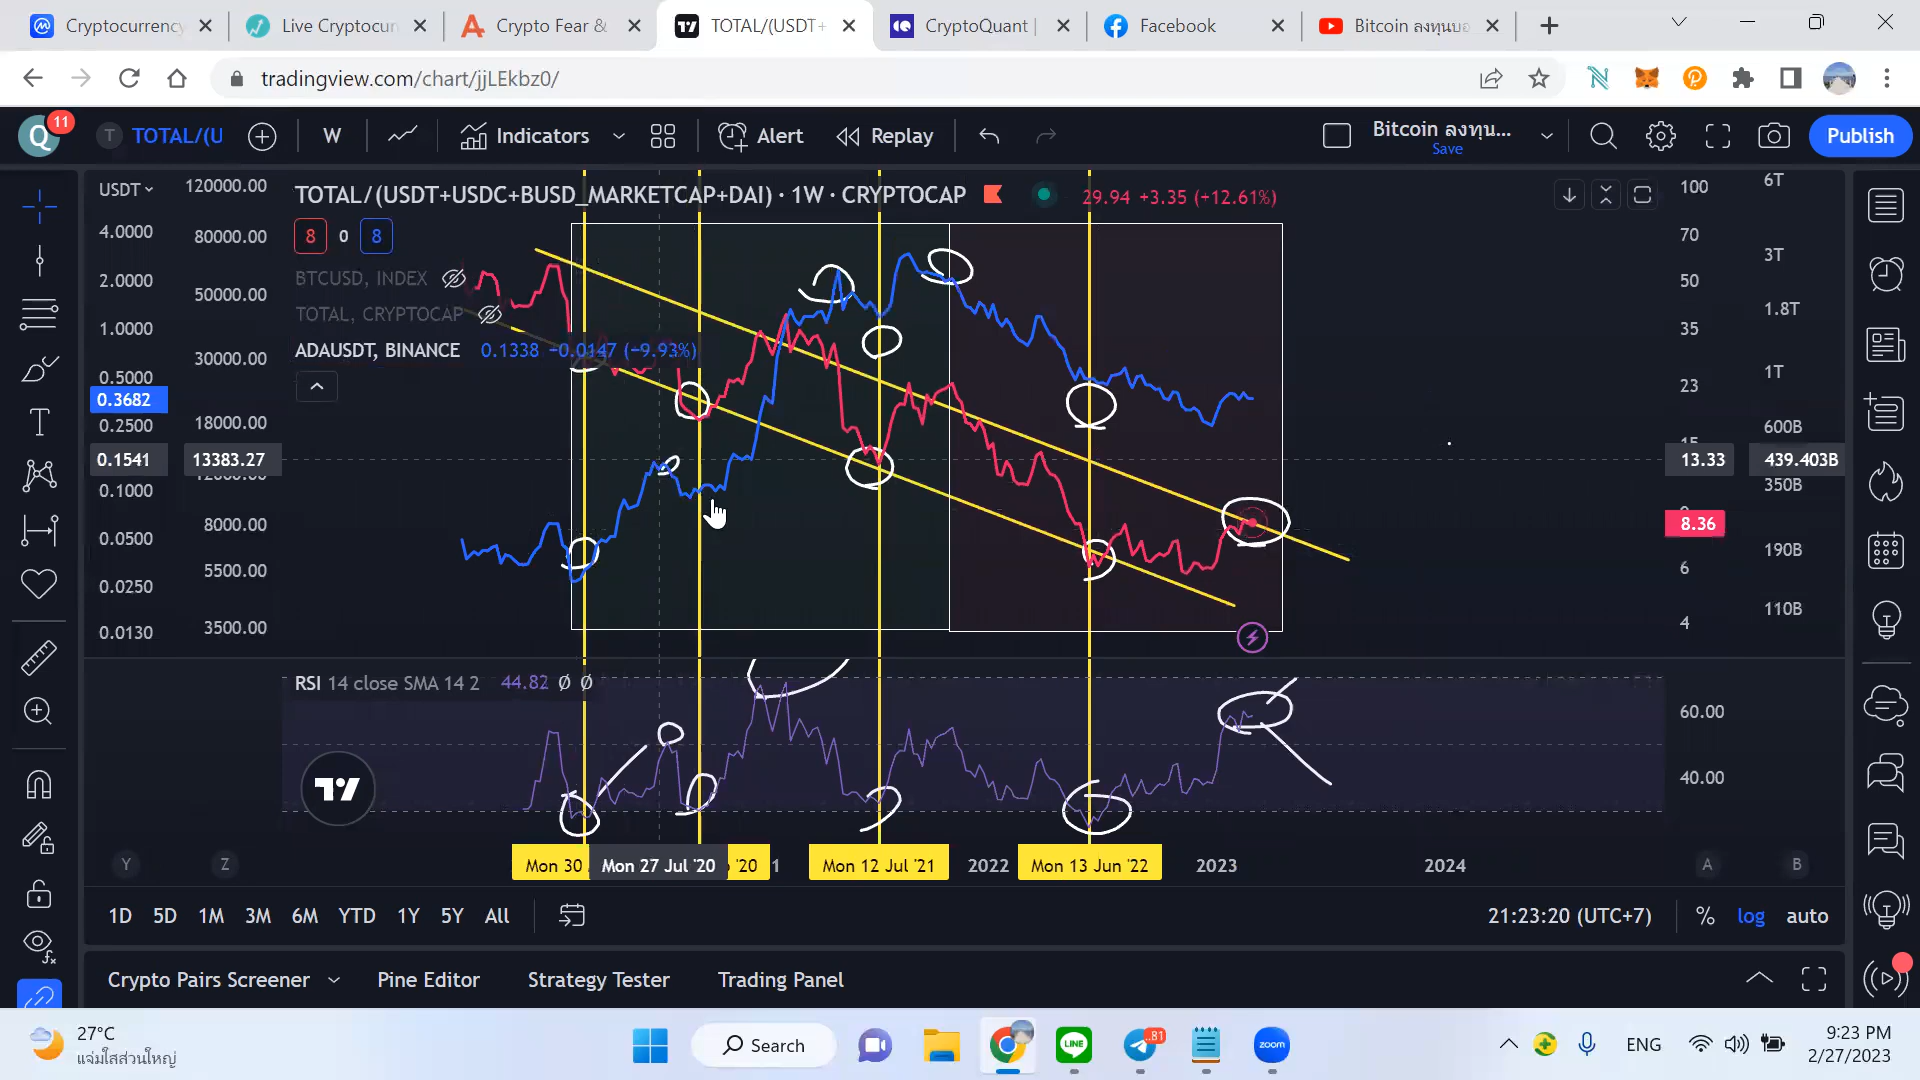 Cryptocurrency
Live Cryptocurr
Crypto Fear &
TOTAL/(USDT+
CryptoQuant |
Facebook
Bitcoin ลงทุนบอ
tradingview.com/chart/jjLEkbz0/
Q
11
T
TOTAL/(U
W
Indicators
Alert
Replay
Bitcoin ลงทุน...
Save
Publish
USDT
120000.00
TOTAL/(USDT+USDC+BUSD_MARKETCAP+DAI) · 1W · CRYPTOCAP
29.94 +3.35 (+12.61%)
100
6T
4.0000
80000.00
8
0
8
70
3T
2.0000
50000.00
BTCUSD, INDEX
50
1.8T
1.0000
TOTAL, CRYPTOCAP
35
30000.00
ADAUSDT, BINANCE
0.1338 −0.0147 (−9.93%)
1T
0.5000
23
0.3682
0.2500
18000.00
600B
0.1541
13383.27
13.33
439.403B
0.1000
350B
8000.00
8.36
0.0500
190B
0.0250
5500.00
6
110B
0.0130
3500.00
4
RSI 14 close SMA 14 2
44.82 Ø Ø
60.00
40.00
Y
Z
Mon 30
Mon 27 Jul '20
'20
1
Mon 12 Jul '21
2022
Mon 13 Jun '22
2023
2024
A
B
1D
5D
1M
3M
6M
YTD
1Y
5Y
All
21:23:20 (UTC+7)
%
log
auto
Crypto Pairs Screener
Pine Editor
Strategy Tester
Trading Panel
27°C
แจ่มใสส่วนใหญ่
Search
LINE
81
zoom
ENG
9:23 PM
2/27/2023